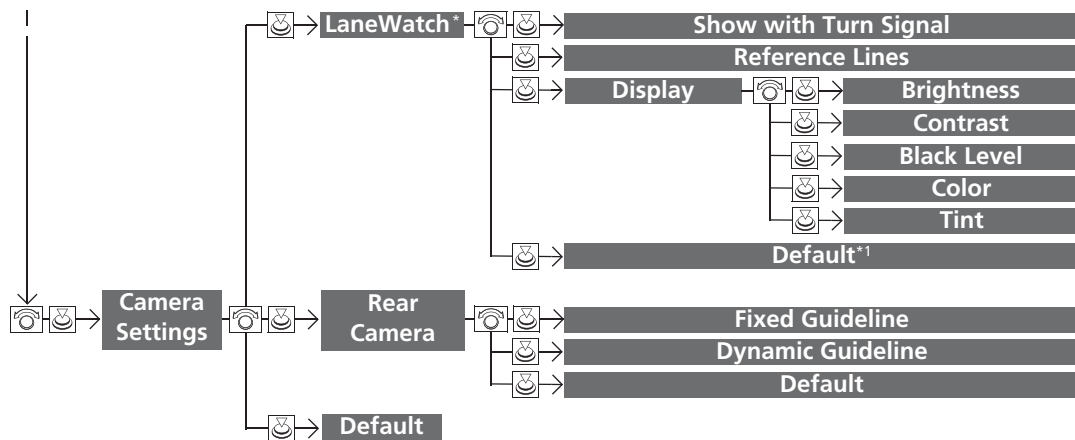 LaneWatch*
Show with Turn Signal
Reference Lines
Display
Brightness
Contrast
Black Level
Color
Tint
Default*1
Camera
Settings
Rear
Camera
Fixed Guideline
Dynamic Guideline
Default
Default